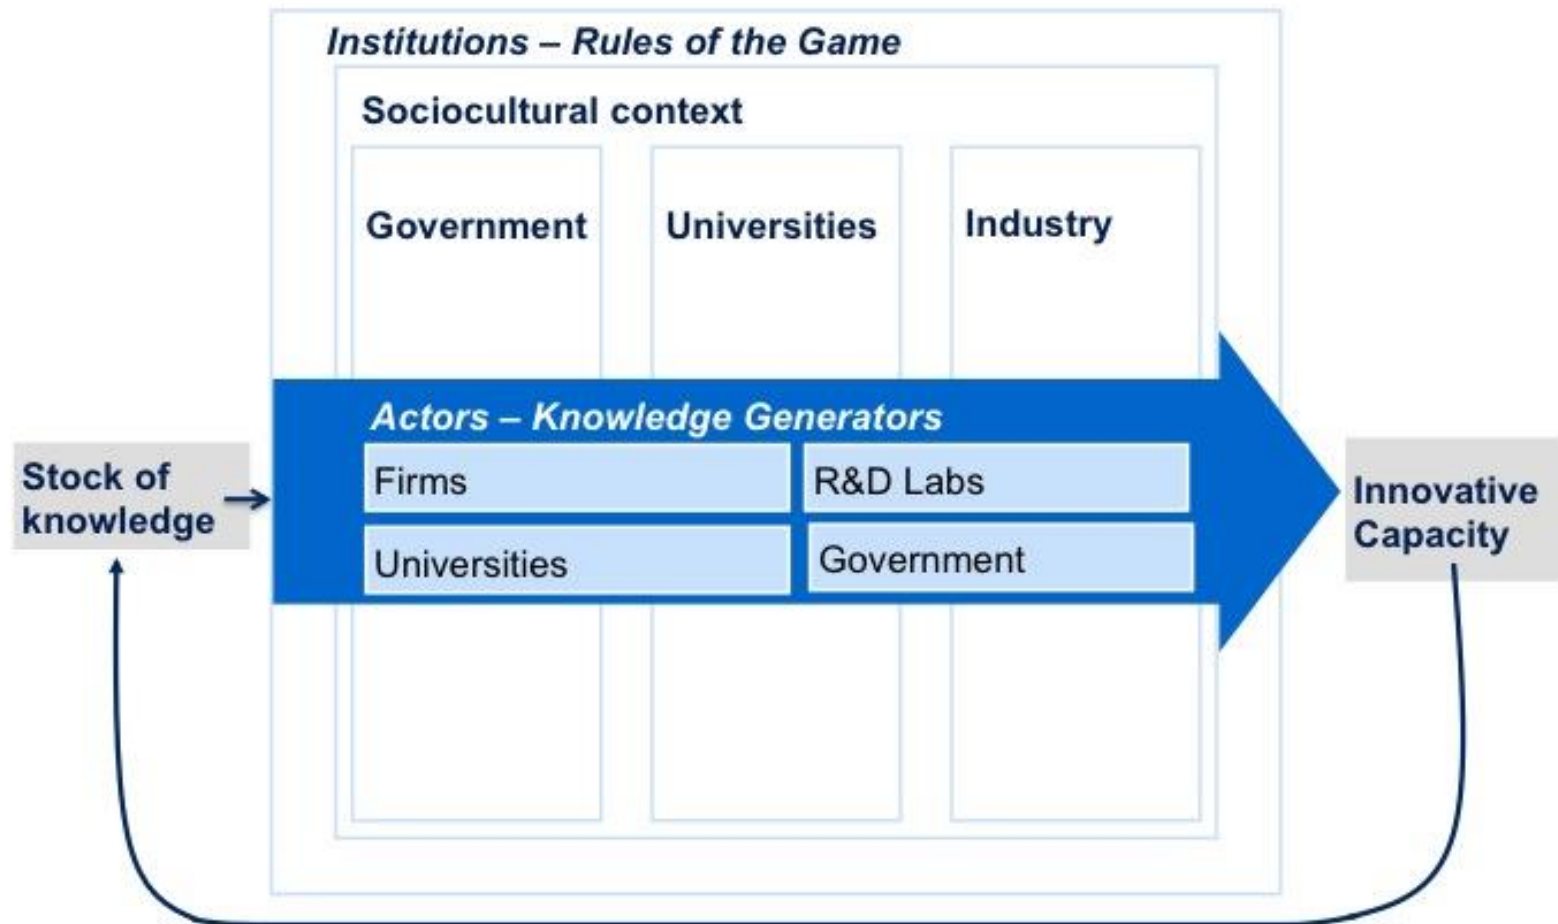 Institutions – Rules of the Game
Sociocultural context
Government
Universities
Industry
Actors – Knowledge Generators
Firms
R&D Labs
Universities
Government
Stock of
knowledge
Innovative
Capacity